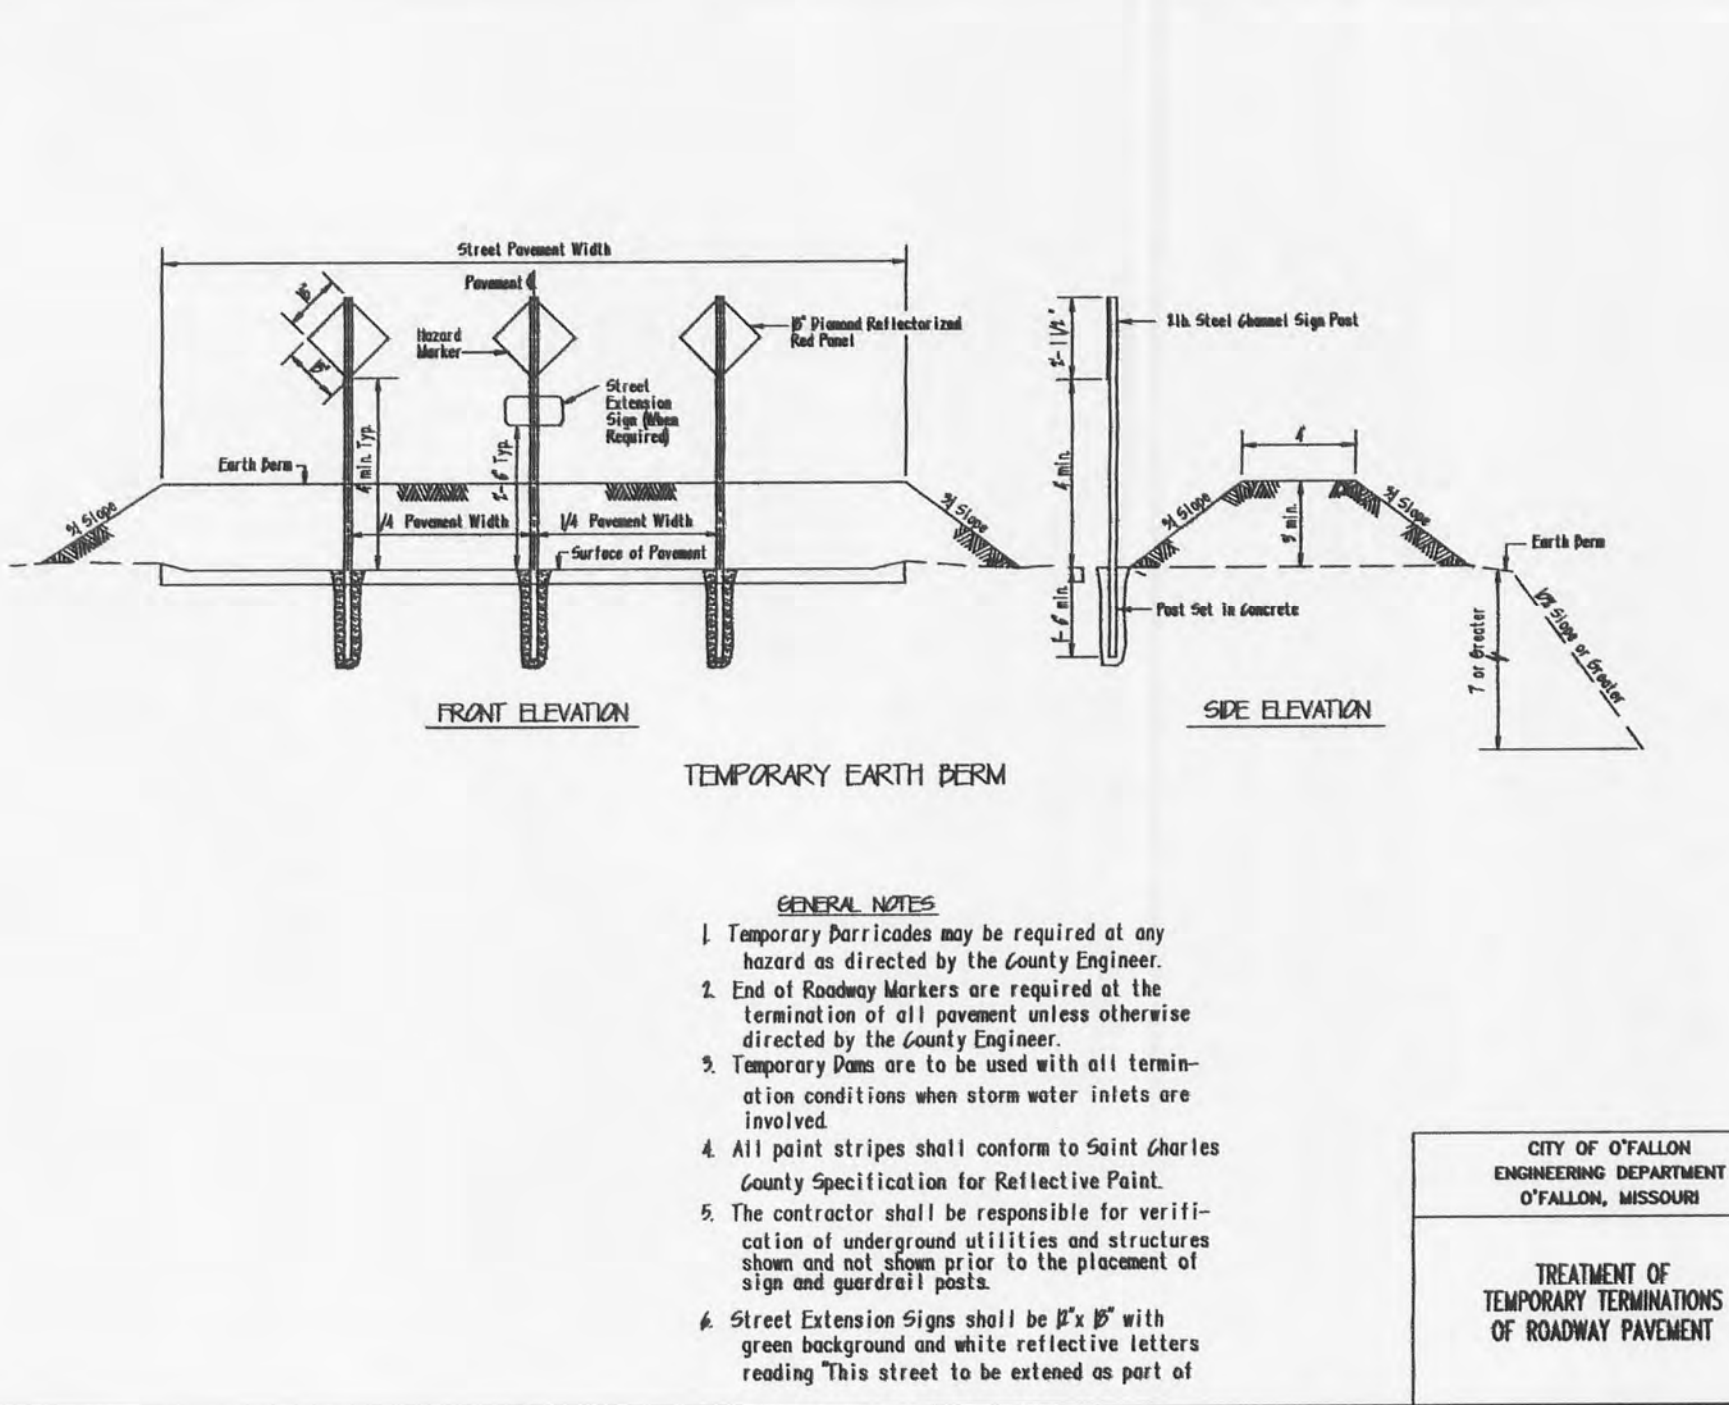 Street Pavement Width
Pavement ℄
18"
18"
Hazard
Marker
18" Diamond Reflectorized
Red Panel
Street
Extension
Sign (When
Required)
4' min. Typ.
2'-6" Typ.
Earth Berm
3:1 Slope
3:1 Slope
1/4 Pavement Width
1/4 Pavement Width
Surface of Pavement
FRONT ELEVATION
2'- 1 1/2"
2 lb. Steel Channel Sign Post
4' min.
4'
3:1 Slope
3' min.
3:1 Slope
Earth Berm
Post Set in Concrete
7' or Greater
10% Slope or Greater
SIDE ELEVATION
TEMPORARY EARTH BERM
GENERAL NOTES
1. Temporary Barricades may be required at any
hazard as directed by the County Engineer.
2. End of Roadway Markers are required at the
termination of all pavement unless otherwise
directed by the County Engineer.
3. Temporary Dams are to be used with all termin-
ation conditions when storm water inlets are
involved.
4. All paint stripes shall conform to Saint Charles
County Specification for Reflective Paint.
5. The contractor shall be responsible for verifi-
cation of underground utilities and structures
shown and not shown prior to the placement of
sign and guardrail posts.
6. Street Extension Signs shall be 12"x 18" with
green background and white reflective letters
reading "This street to be extened as part of
CITY OF O'FALLON
ENGINEERING DEPARTMENT
O'FALLON, MISSOURI
TREATMENT OF
TEMPORARY TERMINATIONS
OF ROADWAY PAVEMENT